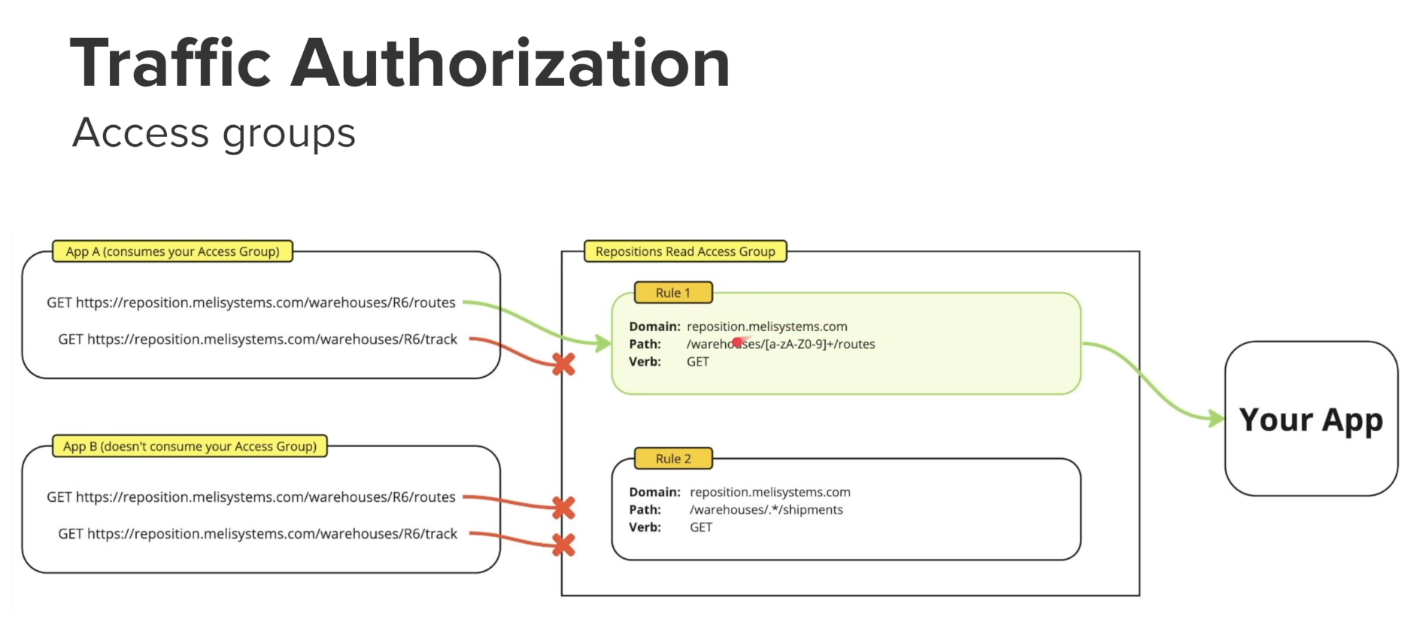 Traffic Authorization
Access groups
App A (consumes your Access Group)
GET https://reposition.melisystems.com/warehouses/R6/routes
GET https://reposition.melisystems.com/warehouses/R6/track
App B (doesn't consume your Access Group)
GET https://reposition.melisystems.com/warehouses/R6/routes
GET https://reposition.melisystems.com/warehouses/R6/track
Repositions Read Access Group
Rule 1
Domain: reposition.melisystems.com
Path: /warehouses/[a-zA-Z0-9]+/routes
Verb: GET
Rule 2
Domain: reposition.melisystems.com
Path: /warehouses/.*/shipments
Verb: GET
Your App